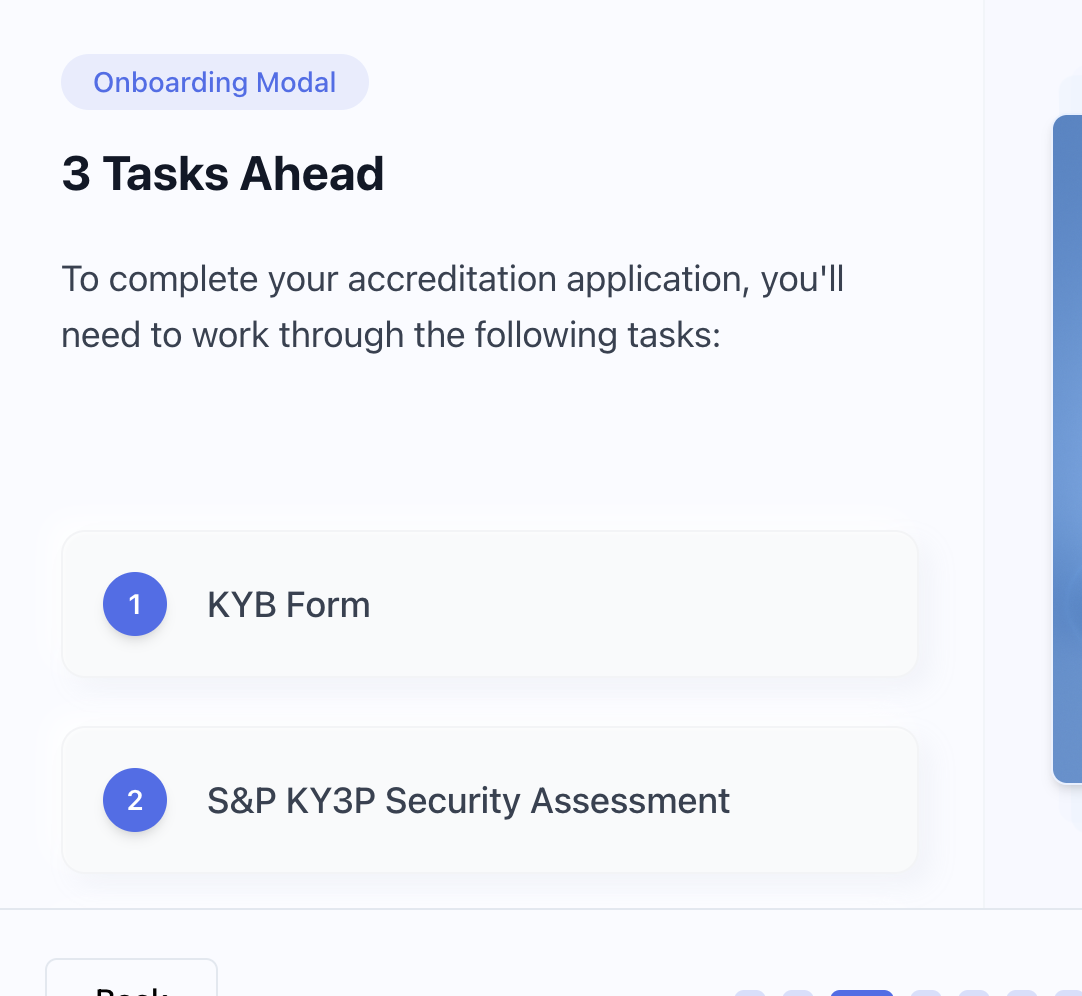 Onboarding Modal
3 Tasks Ahead
To complete your accreditation application, you'll
need to work through the following tasks:
1 KYB Form
2 S&P KY3P Security Assessment
Back